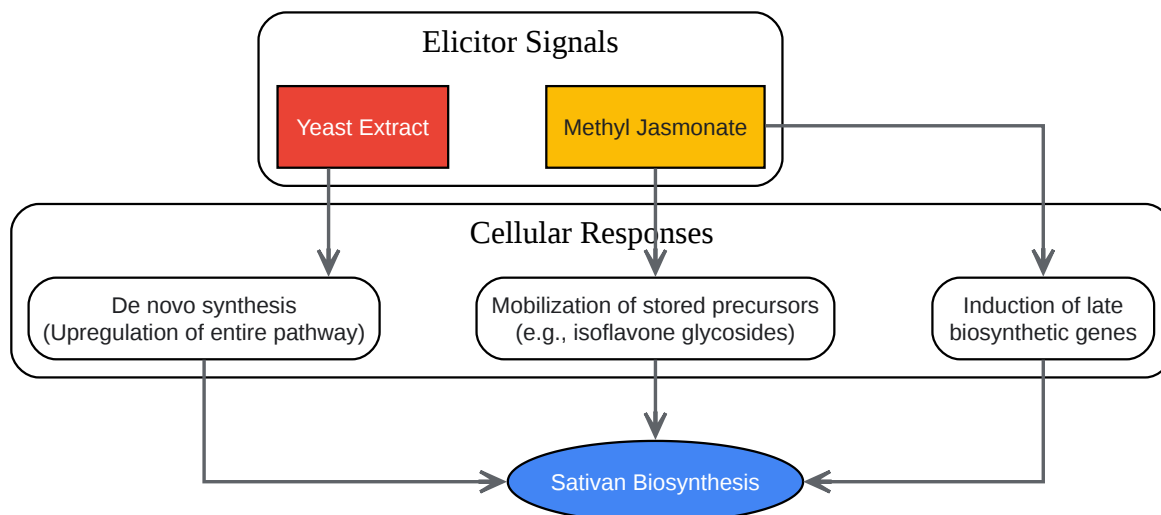 Elicitor Signals
Yeast Extract
Methyl Jasmonate
Cellular Responses
De novo synthesis
(Upregulation of entire pathway)
Mobilization of stored precursors
(e.g., isoflavone glycosides)
Induction of late
biosynthetic genes
Sativan Biosynthesis